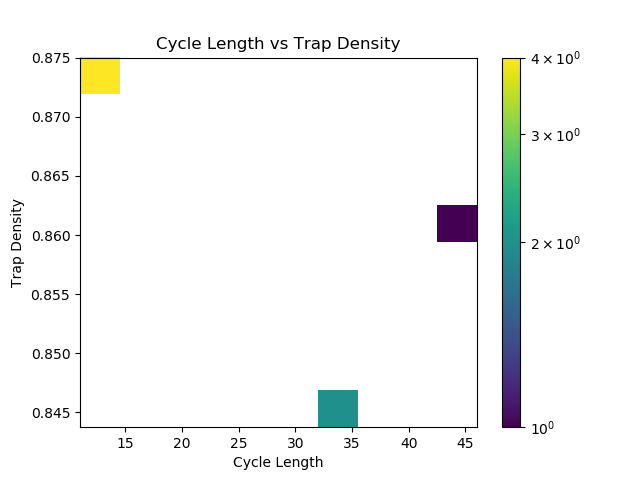 Cycle Length vs Trap Density
0.875
0.870
0.865
0.860
0.855
0.850
0.845
Trap Density
15 20 25 30 35 40 45
Cycle Length
4 × 10⁰
3 × 10⁰
2 × 10⁰
10⁰